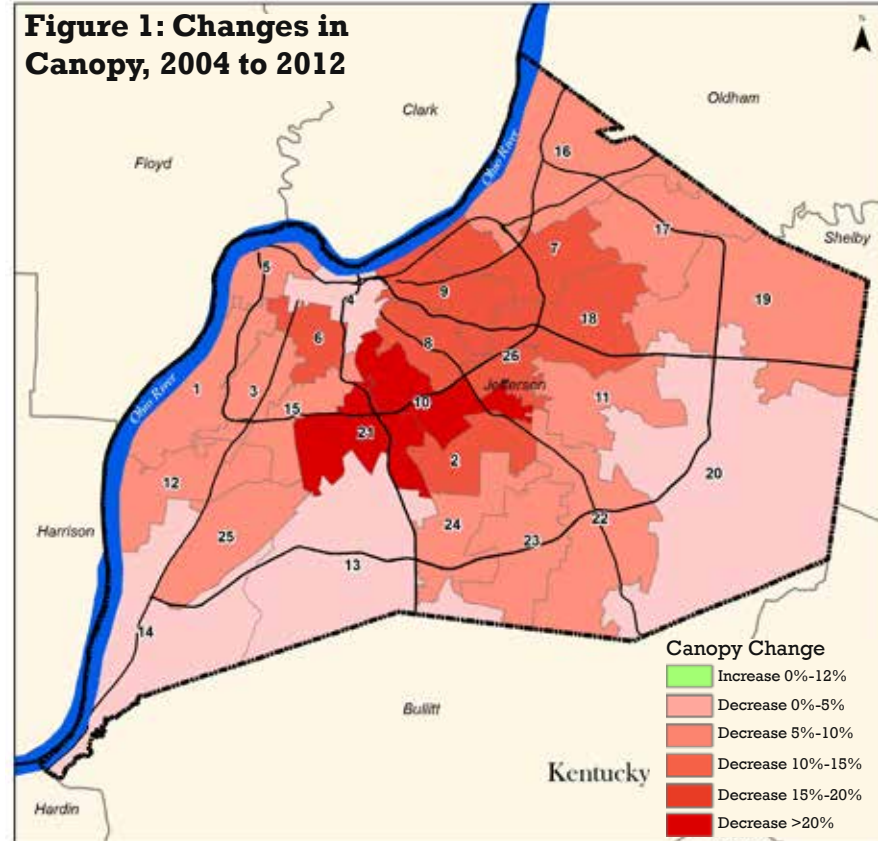 Figure 1: Changes in
Canopy, 2004 to 2012
N
Clark
Oldham
Floyd
Ohio River
16
17
Shelby
7
5
9
19
4
18
6
8
26
Jefferson
1
3
11
15
10
Ohio River
21
2
20
12
24
22
Harrison
25
23
13
14
Canopy Change
Increase 0%-12%
Decrease 0%-5%
Bullitt
Decrease 5%-10%
Kentucky
Decrease 10%-15%
Decrease 15%-20%
Hardin
Decrease >20%